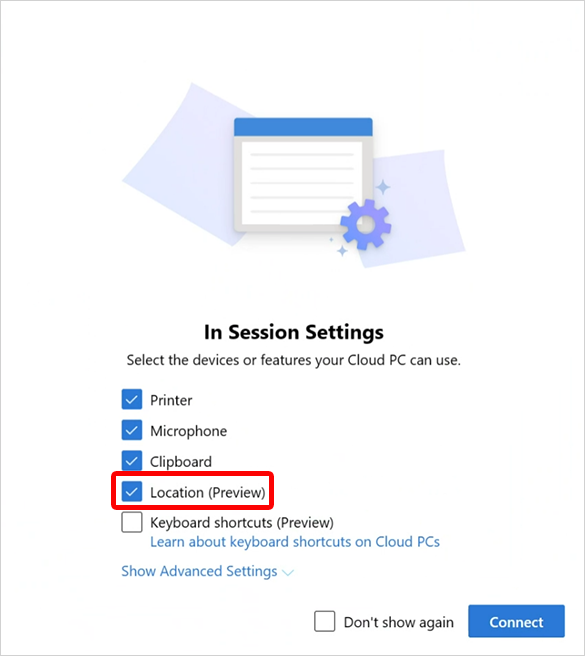 In Session Settings
Select the devices or features your Cloud PC can use.
Printer
Microphone
Clipboard
Location (Preview)
Keyboard shortcuts (Preview)
Learn about keyboard shortcuts on Cloud PCs
Show Advanced Settings
Don't show again
Connect